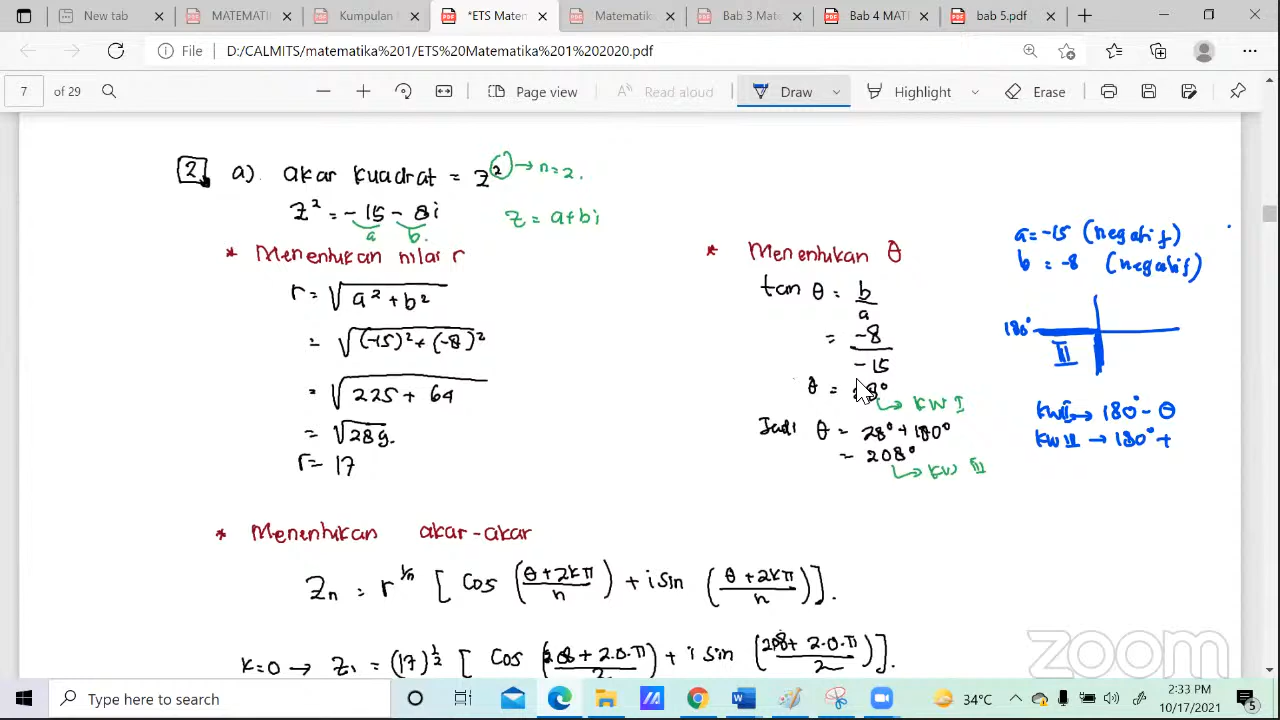 New tab
MATEMATI
Kumpulan
*ETS Matem
Matematik
Bab 3 Mate
Bab 4 MAT
bab 5.pdf
File
D:/CALMITS/matematika%201/ETS%20Matematika%201%202020.pdf
7 of 29
Page view
Read aloud
Draw
Highlight
Erase
2 a). akar kuadrat = z² → n=2.
z² = -15 - 8i
a b.
z = a+bi
* Menentukan nilai r
r = √a² + b²
= √(-15)² + (-8)²
= √225 + 64
= √289.
r = 17
* Menentukan θ
tan θ = b/a
= -8/-15
θ = 28°
→ KW I
Jadi θ = 28° + 180°
= 208°
→ KW III
a = -15 (negatif)
b = -8 (negatif)
180°
III
KW II → 180° - θ
KW III → 180° +
* Menentukan akar-akar
Zn = r^1/n [ cos (θ + 2kπ/n) + i sin (θ + 2kπ/n) ].
k=0 → Z1 = (17)^1/2 [ cos (208 + 2.0.π/2) + i sin (208 + 2.0.π/2) ].
zoom
Type here to search
34°C
2:33 PM
10/17/2021
5